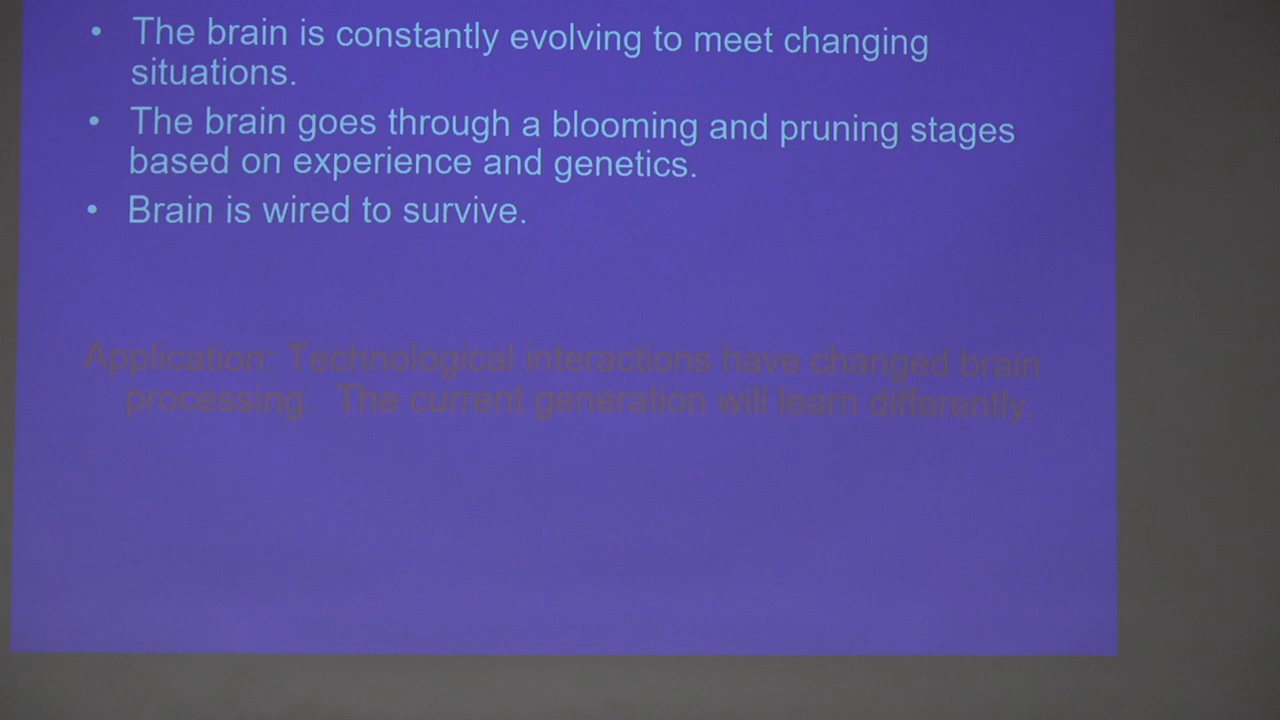 • The brain is constantly evolving to meet changing
situations.
• The brain goes through a blooming and pruning stages
based on experience and genetics.
• Brain is wired to survive.
Application: Technological interactions have changed brain
processing. The current generation will learn differently.